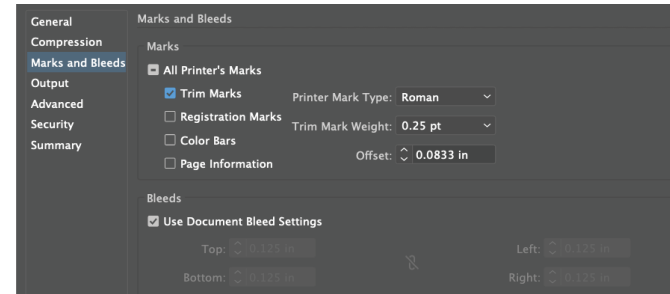 General
Compression
Marks and Bleeds
Output
Advanced
Security
Summary
Marks and Bleeds
Marks
All Printer's Marks
Trim Marks
Registration Marks
Color Bars
Page Information
Printer Mark Type: Roman
Trim Mark Weight: 0.25 pt
Offset: 0.0833 in
Bleeds
Use Document Bleed Settings
Top: 0.125 in
Left: 0.125 in
Bottom: 0.125 in
Right: 0.125 in